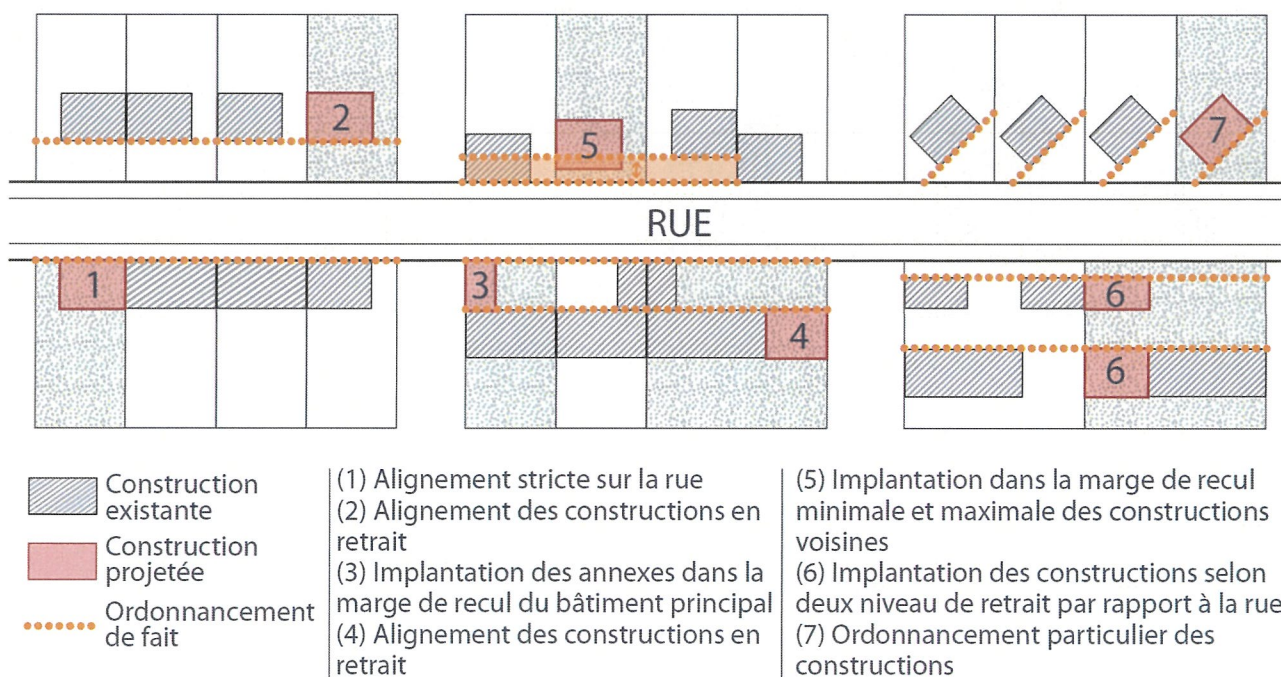 2
5
7
RUE
1
3
4
6
6
Construction
existante
Construction
projetée
Ordonnancement
de fait
(1) Alignement stricte sur la rue
(2) Alignement des constructions en
retrait
(3) Implantation des annexes dans la
marge de recul du bâtiment principal
(4) Alignement des constructions en
retrait
(5) Implantation dans la marge de recul
minimale et maximale des constructions
voisines
(6) Implantation des constructions selon
deux niveau de retrait par rapport à la rue
(7) Ordonnancement particulier des
constructions